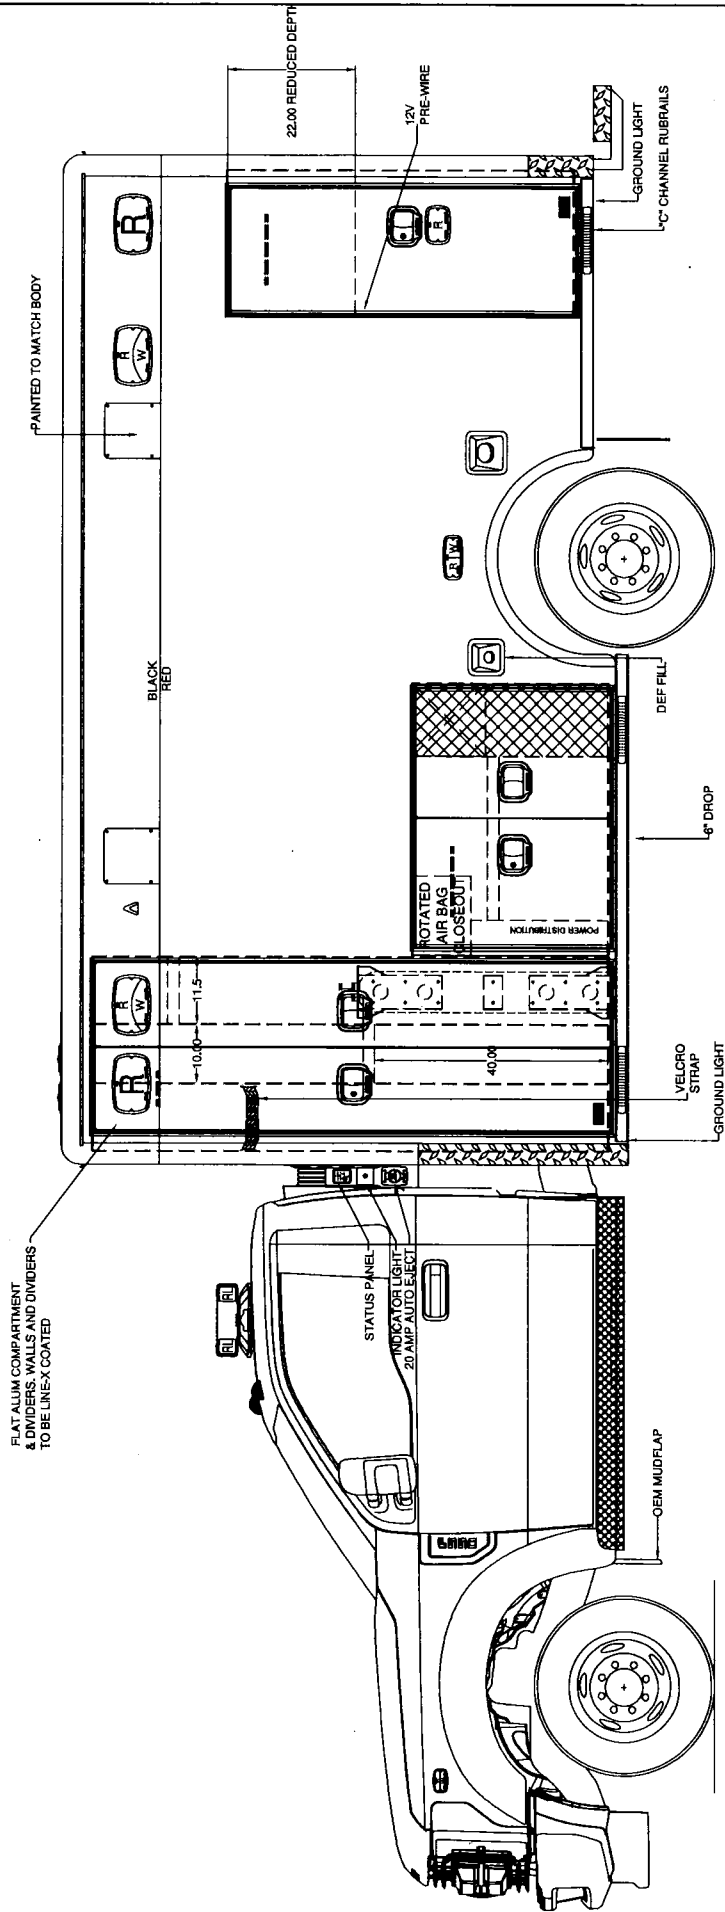 FLAT ALUM COMPARTMENT
& DIVIDERS. WALLS AND DIVIDERS
TO BE LINE-X COATED
PAINTED TO MATCH BODY
22.00 REDUCED DEPTH
12V
PRE-WIRE
BLACK
RED
R
R
W
R
W
R
R
R W
RL
RL
11.5
10.00
40.00
ROTATED
AIR BAG
CLOSEOUT
POWER DISTRIBUTION
STATUS PANEL
INDICATOR LIGHT
20 AMP AUTO EJECT
VELCRO
STRAP
GROUND LIGHT
6" DROP
DEF FILL
"C" CHANNEL RUBRAILS
GROUND LIGHT
OEM MUDFLAP